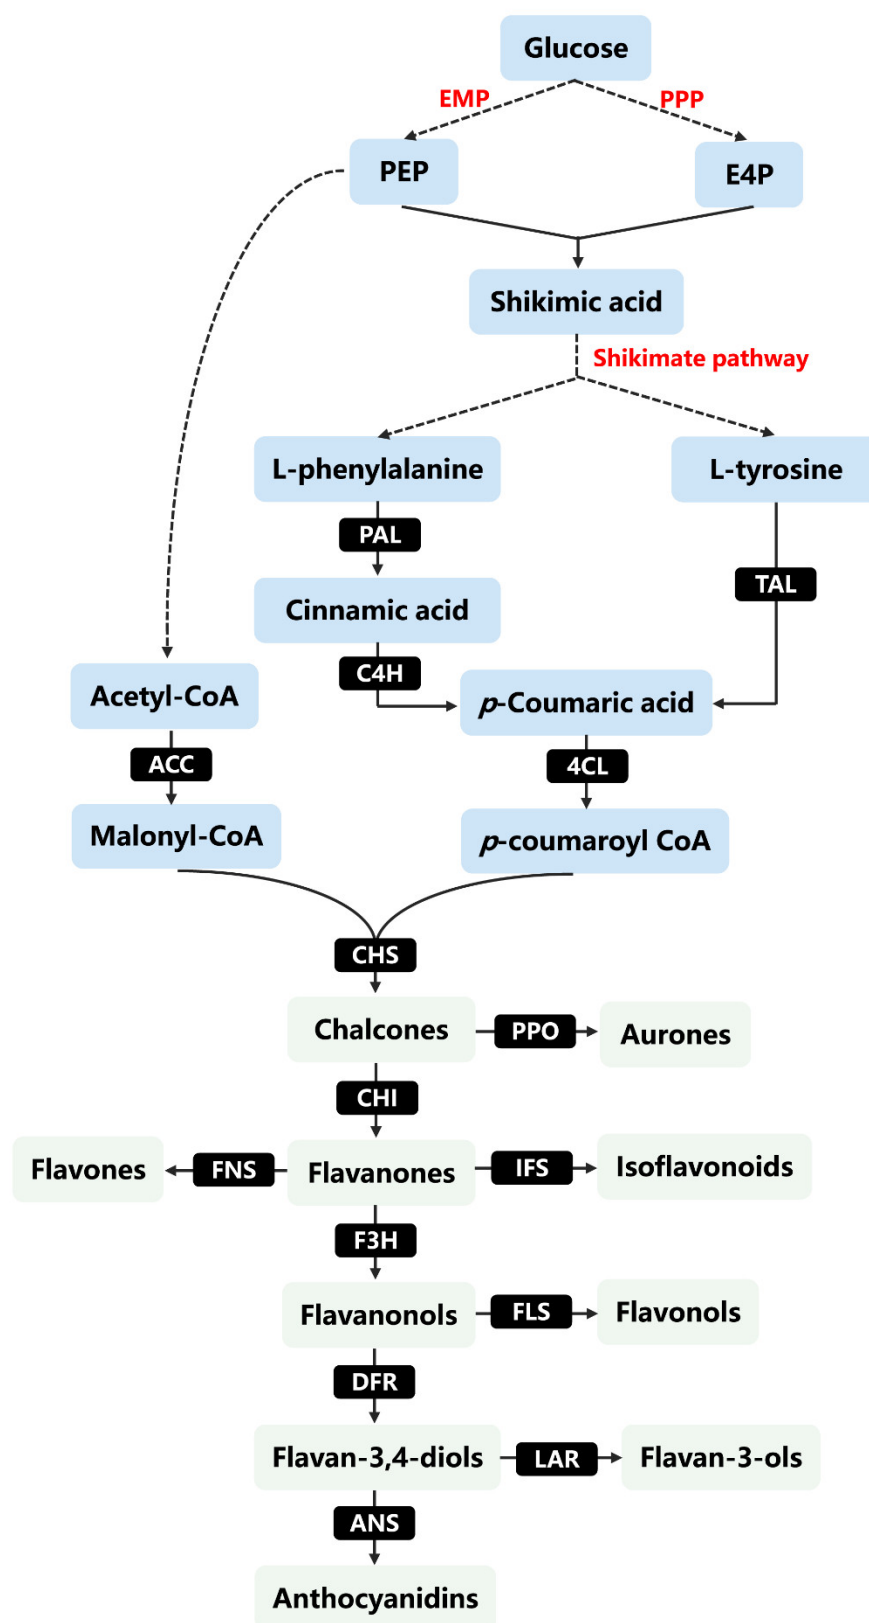 Glucose
EMP
PPP
PEP
E4P
Shikimic acid
Shikimate pathway
L-phenylalanine
L-tyrosine
PAL
TAL
Cinnamic acid
C4H
Acetyl-CoA
p-Coumaric acid
ACC
4CL
Malonyl-CoA
p-coumaroyl CoA
CHS
Chalcones
PPO
Aurones
CHI
Flavones
FNS
Flavanones
IFS
Isoflavonoids
F3H
Flavanonols
FLS
Flavonols
DFR
Flavan-3,4-diols
LAR
Flavan-3-ols
ANS
Anthocyanidins